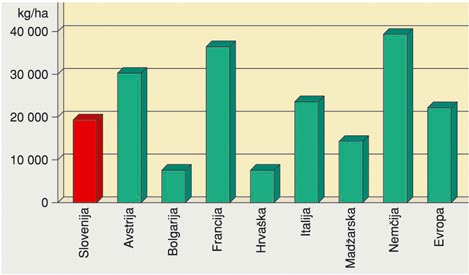 kg/ha
40 000
30 000
20 000
10 000
0
Slovenija
Avstrija
Bolgarija
Francija
Hrvaška
Italija
Madžarska
Nemčija
Evropa